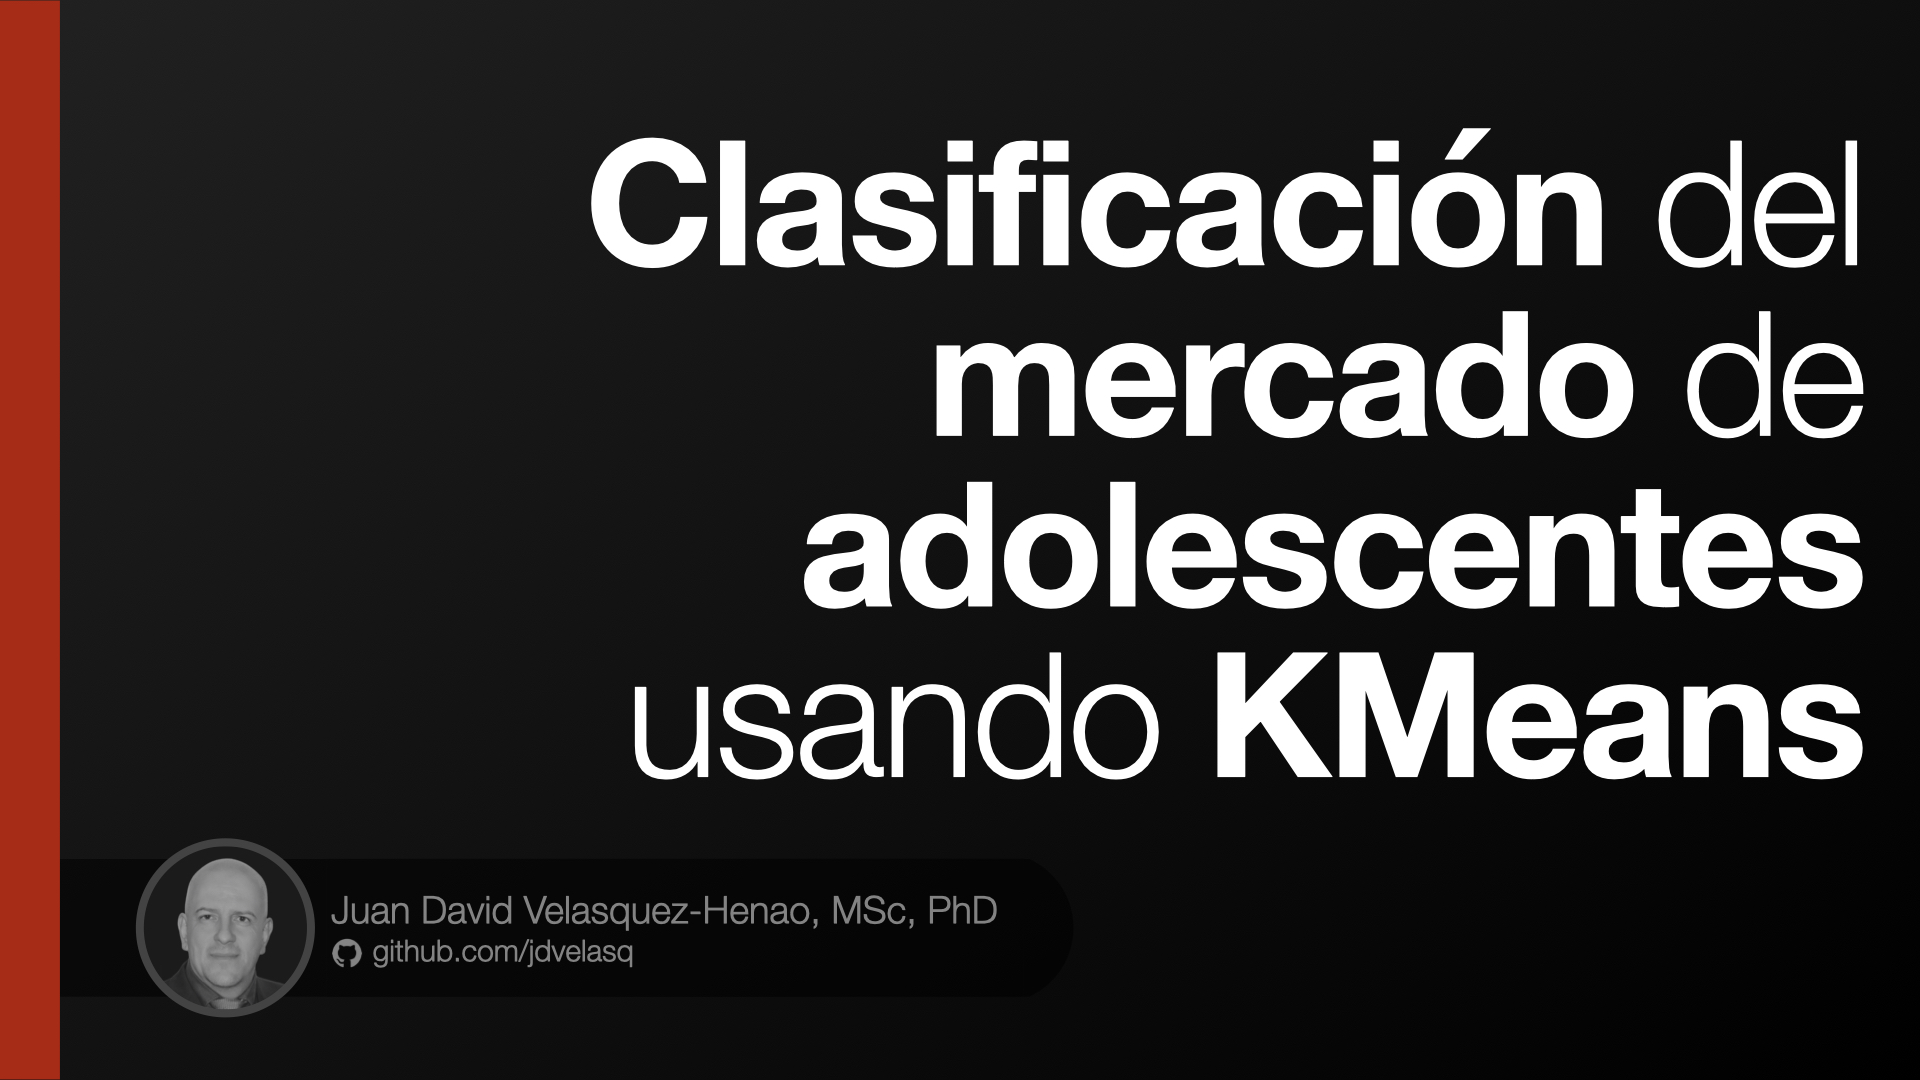 Clasificación del
mercado de
adolescentes
usando KMeans
Juan David Velasquez-Henao, MSc, PhD
github.com/jdvelasq